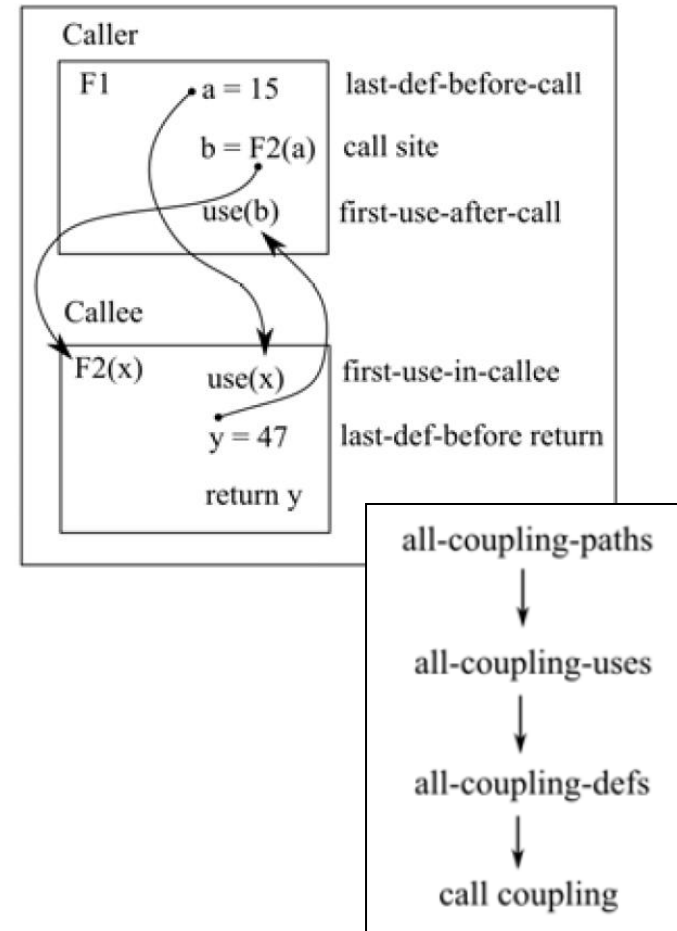 Caller
F1 a = 15 last-def-before-call
b = F2(a) call site
use(b) first-use-after-call
Callee
F2(x) use(x) first-use-in-callee
y = 47 last-def-before return
return y
all-coupling-paths
all-coupling-uses
all-coupling-defs
call coupling